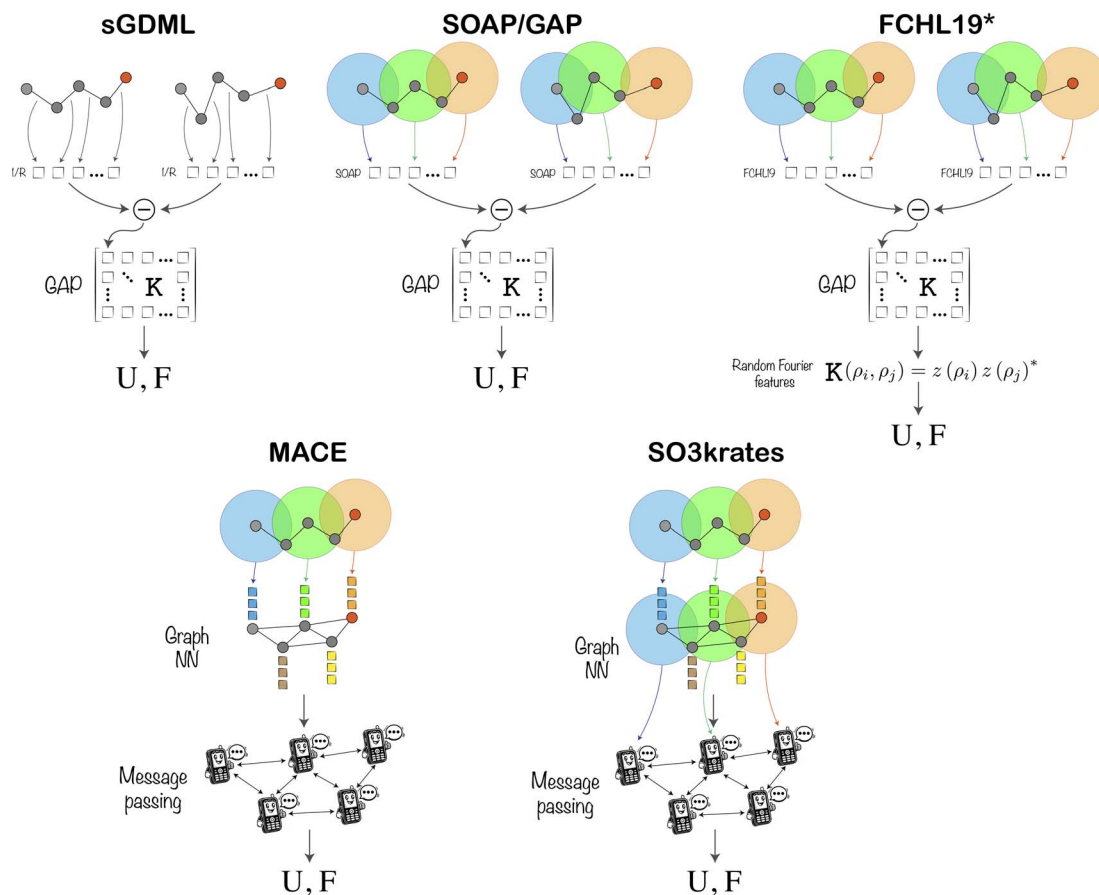 sGDML
SOAP/GAP
FCHL19*
1/R
1/R
SOAP
SOAP
FCHL19
FCHL19
GAP
K
GAP
K
GAP
K
U, F
U, F
Random Fourier
features
K(ρᵢ, ρⱼ) = z (ρᵢ) z (ρⱼ)*
U, F
MACE
SO3krates
Graph
NN
Graph
NN
Message
passing
Message
passing
U, F
U, F